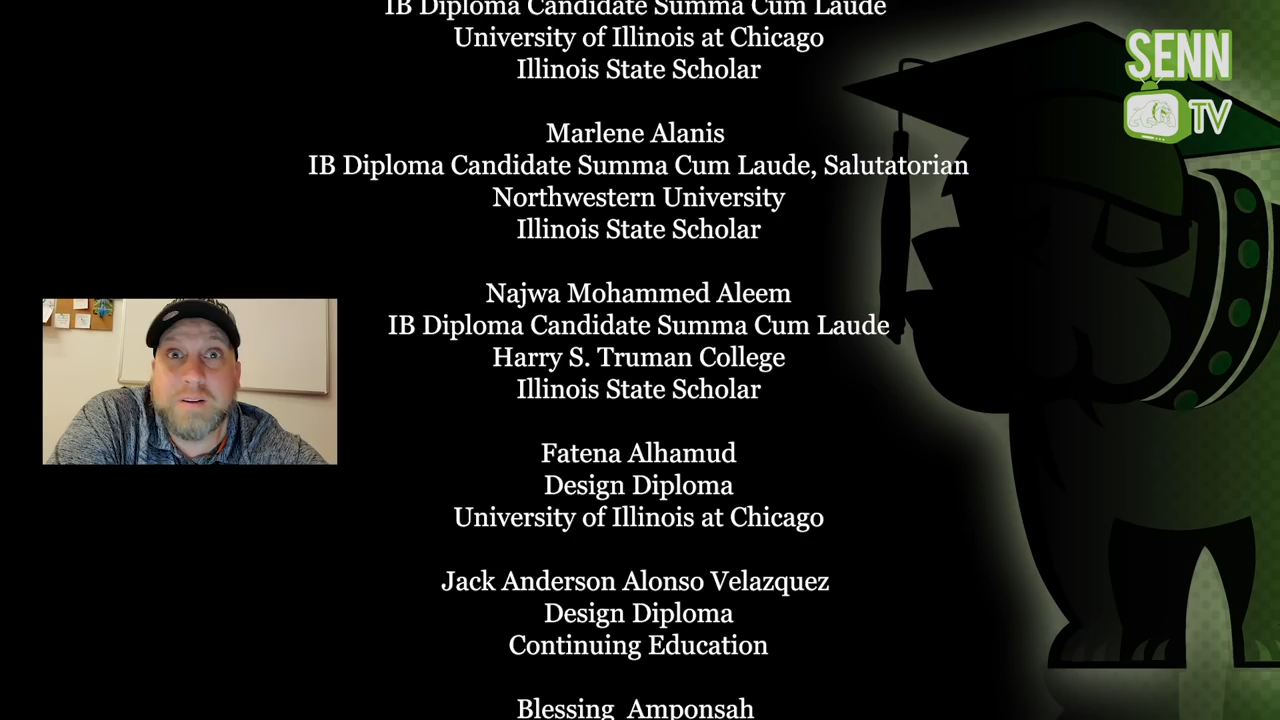 IB Diploma Candidate Summa Cum Laude
University of Illinois at Chicago
Illinois State Scholar
Marlene Alanis
IB Diploma Candidate Summa Cum Laude, Salutatorian
Northwestern University
Illinois State Scholar
Najwa Mohammed Aleem
IB Diploma Candidate Summa Cum Laude
Harry S. Truman College
Illinois State Scholar
Fatena Alhamud
Design Diploma
University of Illinois at Chicago
Jack Anderson Alonso Velazquez
Design Diploma
Continuing Education
Blessing Amponsah
SENN
TV